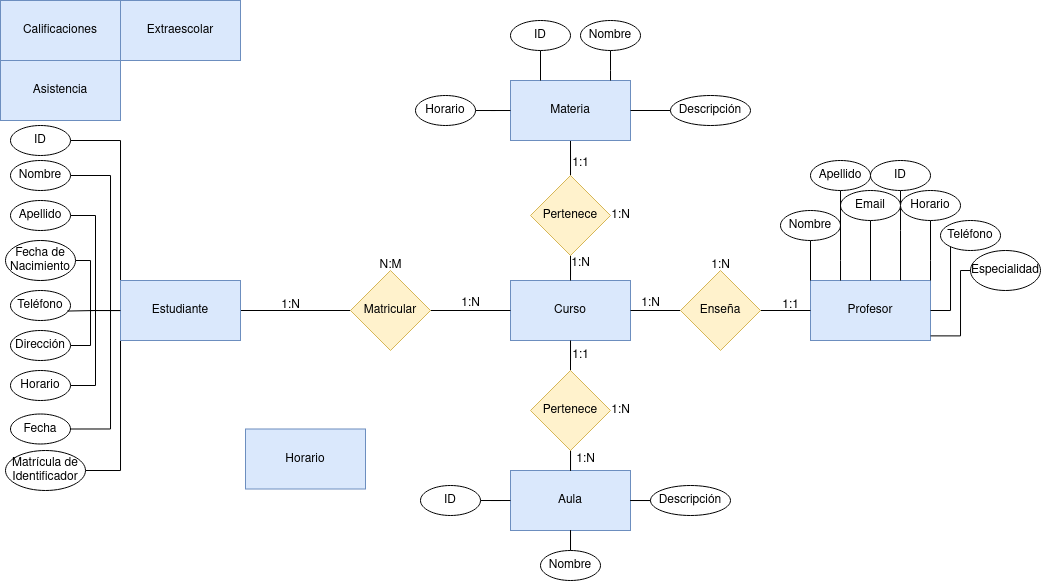 Calificaciones
Extraescolar
Asistencia
ID
Nombre
Apellido
Fecha de
Nacimiento
Teléfono
Dirección
Horario
Fecha
Matrícula de
Identificador
Estudiante
1:N
N:M
Matricular
1:N
ID
Nombre
Horario
Materia
Descripción
1:1
Pertenece
1:N
1:N
Curso
1:N
1:N
Enseña
1:1
Apellido
ID
Email
Horario
Nombre
Teléfono
Especialidad
Profesor
1:1
Pertenece
1:N
1:N
Horario
ID
Aula
Descripción
Nombre